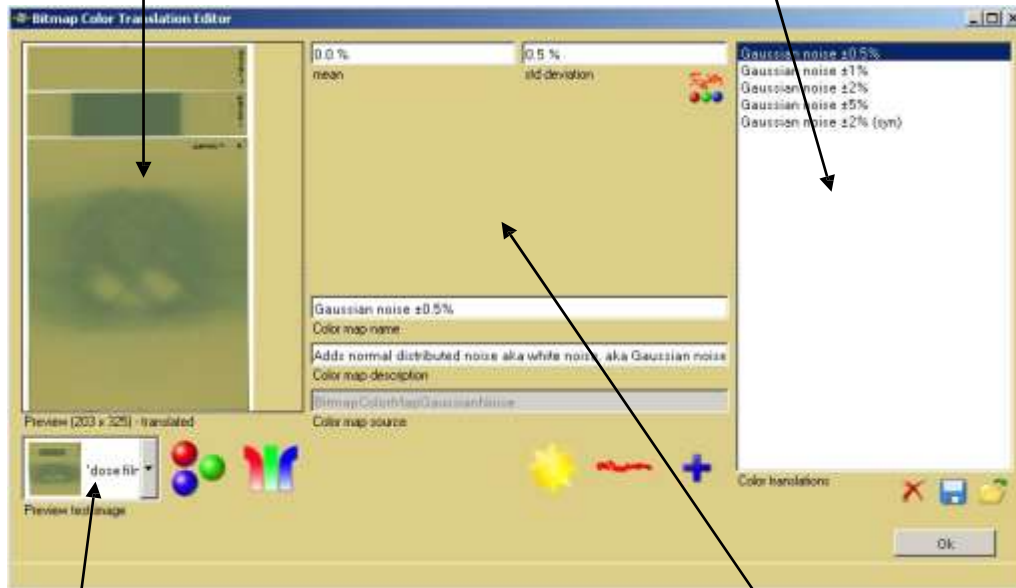 Bitmap Color Translation Editor
0.0 %
0.5 %
mean
std deviation
Gaussian noise ±0.5%
Gaussian noise ±1%
Gaussian noise ±2%
Gaussian noise ±5%
Gaussian noise ±2% (syn)
Gaussian noise ±0.5%
Color map name
Adds normal distributed noise aka white noise, aka Gaussian noise
Color map description
BitmapColorMapGaussianNoise
Color map source
Preview (203 x 325) - translated
'dose film
Preview test image
Color translations
Ok